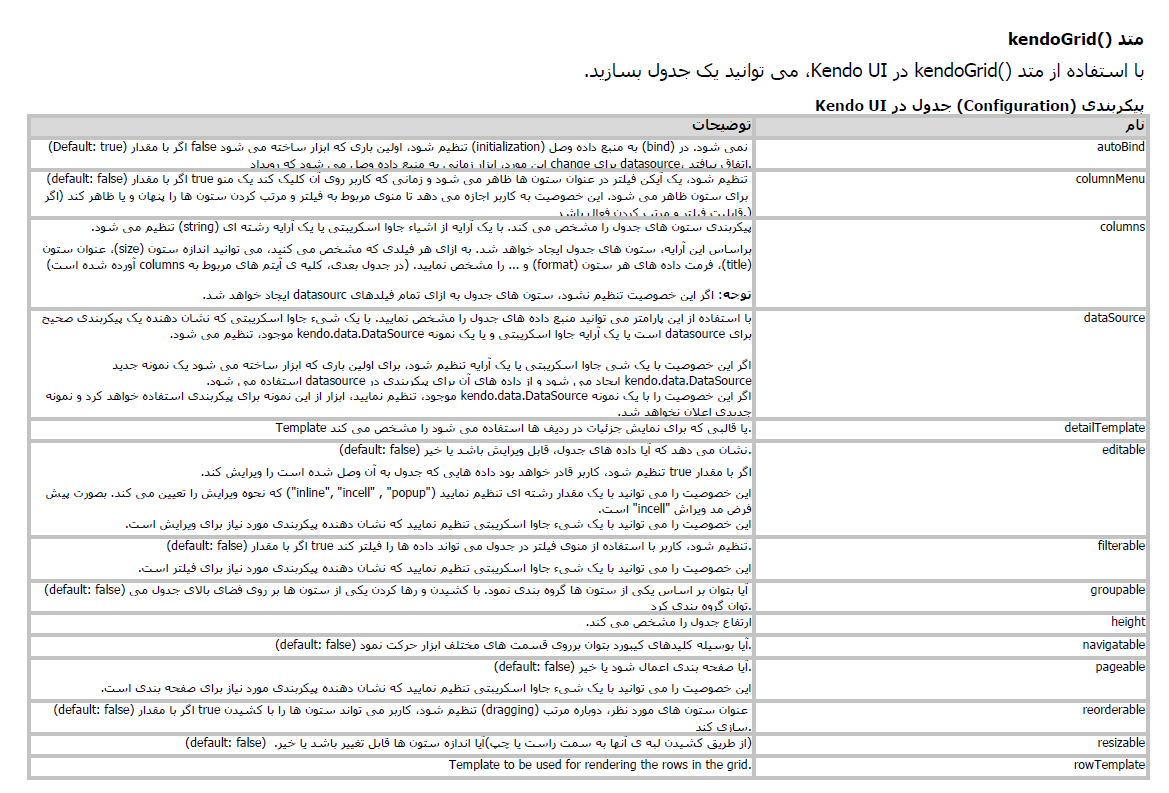 متد kendoGrid()
با استفاده از متد kendoGrid() در Kendo UI، می توانید یک جدول بسازید.
پیکربندی (Configuration) جدول در Kendo UI
نام
توضیحات
autoBind
نمی شود. در (bind) به منبع داده وصل (initialization) تنظیم شود، اولین باری که ابزار ساخته می شود false اگر با مقدار (Default: true)
.اتفاق بیافتد ،datasource برای change این مورد، ابزار زمانی به منبع داده وصل می شود که رویداد
columnMenu
تنظیم شود، یک آیکن فیلتر در عنوان ستون ها ظاهر می شود و زمانی که کاربر روی آن کلیک کند یک منو true اگر با مقدار (default: false)
برای ستون ظاهر می شود. این خصوصیت به کاربر اجازه می دهد تا منوی مربوط به فیلتر و مرتب کردن ستون ها را پنهان و یا ظاهر کند (اگر
(.قابلیت فیلتر و مرتب کردن فعال باشد
columns
پیکربندی ستون های جدول را مشخص می کند. با یک آرایه از اشیاء جاوا اسکریبتی یا یک آرایه رشته ای (string) تنظیم می شود.
براساس این آرایه، ستون های جدول ایجاد خواهد شد. به ازای هر فیلدی که مشخص می کنید، می توانید اندازه ستون (size)، عنوان ستون
(title)، فرمت داده های هر ستون (format) و ... را مشخص نمایید. (در جدول بعدی، کلیه ی آیتم های مربوط به columns آورده شده است)
توجه: اگر این خصوصیت تنظیم نشود، ستون های جدول به ازای تمام فیلدهای datasourc ایجاد خواهد شد.
dataSource
با استفاده از این پارامتر می توانید منبع داده های جدول را مشخص نمایید. با یک شیء جاوا اسکریبتی که نشان دهنده یک پیکربندی صحیح
برای datasource است یا یک آرایه جاوا اسکریبتی و یا یک نمونه kendo.data.DataSource موجود، تنظیم می شود.
اگر این خصوصیت با یک شی جاوا اسکریبتی یا یک آرایه تنظیم شود، برای اولین باری که ابزار ساخته می شود یک نمونه جدید
kendo.data.DataSource ایجاد می شود و از داده های آن برای پیکربندی در datasource استفاده می شود.
اگر این خصوصیت را با یک نمونه kendo.data.DataSource موجود، تنظیم نمایید، ابزار از این نمونه برای پیکربندی استفاده خواهد کرد و نمونه
جدیدی اعلان نخواهد شد.
detailTemplate
.یا قالبی که برای نمایش جزئیات در ردیف ها استفاده می شود را مشخص می کند Template
editable
.نشان می دهد که آیا داده های جدول، قابل ویرایش باشد یا خیر (default: false)
اگر با مقدار true تنظیم شود، کاربر قادر خواهد بود داده هایی که جدول به آن وصل شده است را ویرایش کند.
این خصوصیت را می توانید با یک مقدار رشته ای تنظیم نمایید ("inline", "incell" , "popup") که نحوه ویرایش را تعیین می کند. بصورت پیش
فرض مد ویراش "incell" است.
این خصوصیت را می توانید با یک شیء جاوا اسکریبتی تنظیم نمایید که نشان دهنده پیکربندی مورد نیاز برای ویرایش است.
filterable
.تنظیم شود، کاربر با استفاده از منوی فیلتر در جدول می تواند داده ها را فیلتر کند true اگر با مقدار (default: false)
این خصوصیت را می توانید با یک شیء جاوا اسکریبتی تنظیم نمایید که نشان دهنده پیکربندی مورد نیاز برای فیلتر است.
groupable
آیا بتوان بر اساس یکی از ستون ها گروه بندی نمود. با کشیدن و رها کردن یکی از ستون ها بر روی فضای بالای جدول می (default: false)
.توان گروه بندی کرد
height
ارتفاع جدول را مشخص می کند.
navigatable
.آیا بوسیله کلیدهای کیبورد بتوان برروی قسمت های مختلف ابزار حرکت نمود (default: false)
pageable
.آیا صفحه بندی اعمال شود یا خیر (default: false)
این خصوصیت را می توانید با یک شیء جاوا اسکریبتی تنظیم نمایید که نشان دهنده پیکربندی مورد نیاز برای صفحه بندی است.
reorderable
عنوان ستون های مورد نظر، دوباره مرتب (dragging) تنظیم شود، کاربر می تواند ستون ها را با کشیدن true اگر با مقدار (default: false)
.سازی کند
resizable
(از طریق کشیدن لبه ی آنها به سمت راست یا چپ)آیا اندازه ستون ها قابل تغییر باشد یا خیر. (default: false)
rowTemplate
Template to be used for rendering the rows in the grid.